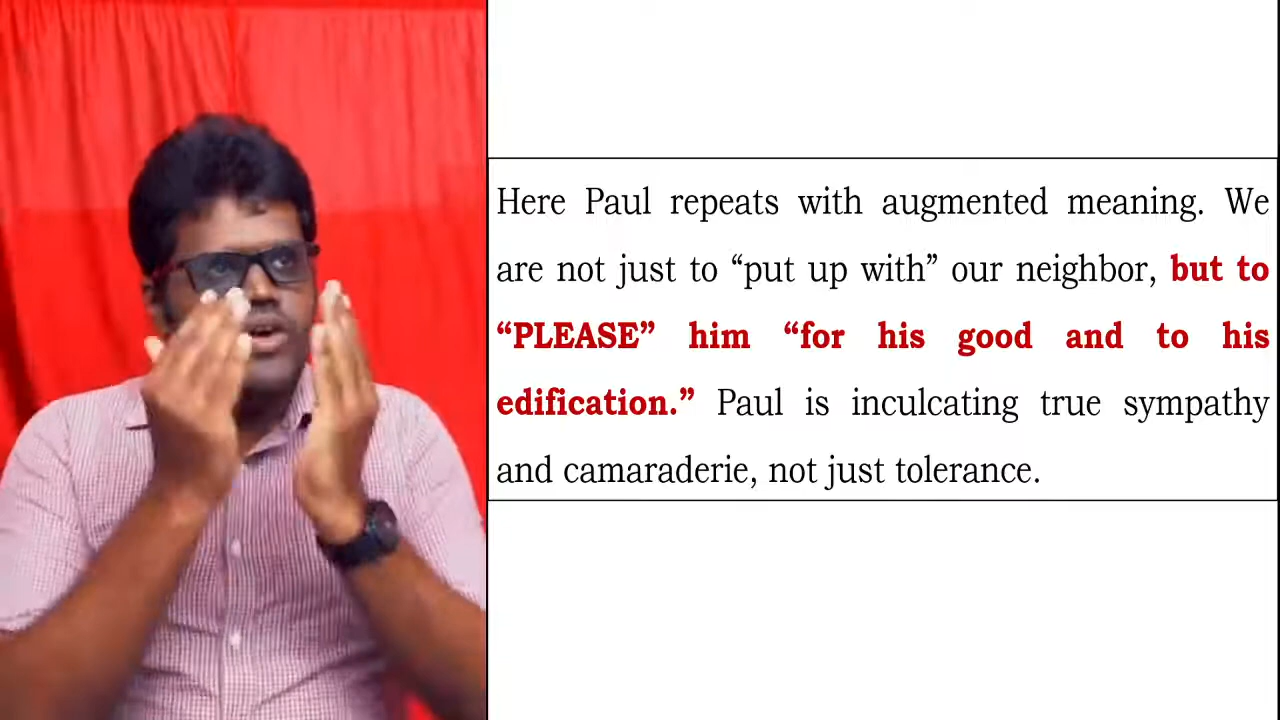 Here Paul repeats with augmented meaning. We
are not just to “put up with” our neighbor, but to
“PLEASE” him “for his good and to his
edification.” Paul is inculcating true sympathy
and camaraderie, not just tolerance.